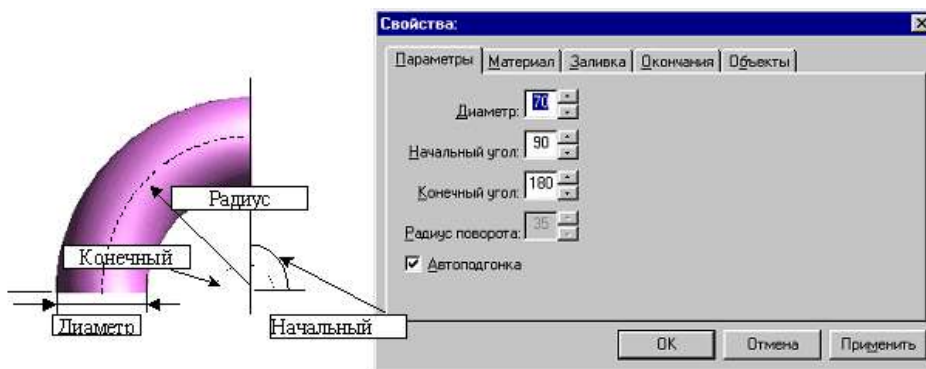 Радиус
Конечный
Диаметр
Начальный
Свойства:
Параметры Материал Заливка Окончания Объекты
Диаметр: 70
Начальный угол: 90
Конечный угол: 180
Радиус поворота: 35
Автоподгонка
OK Отмена Применить